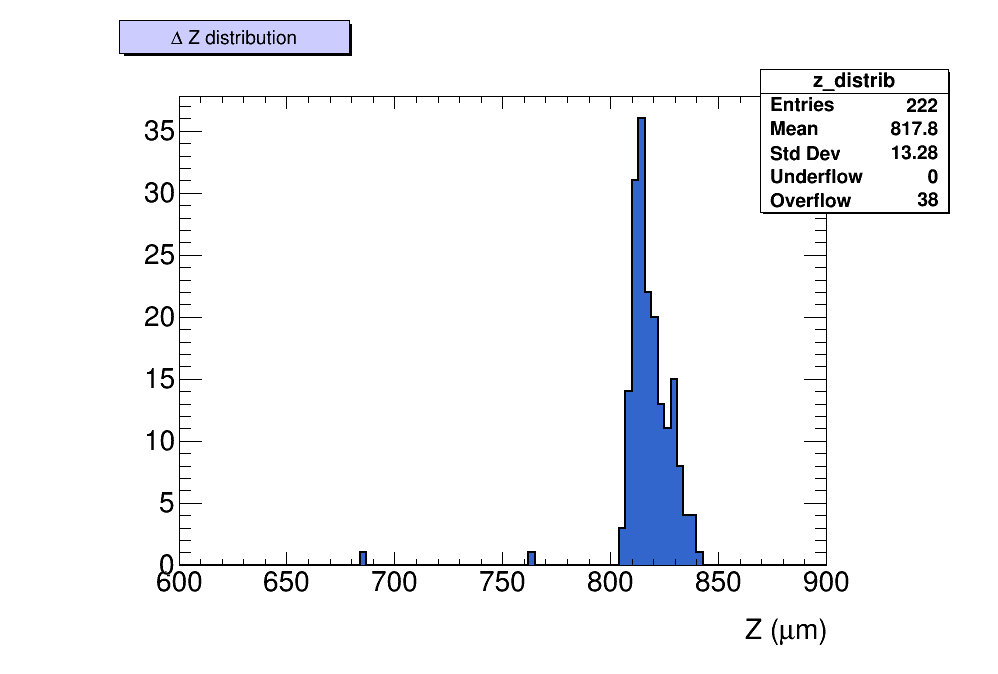 Δ Z distribution
z_distrib
Entries 222
Mean 817.8
Std Dev 13.28
Underflow 0
Overflow 38
35
30
25
20
15
10
5
0
600 650 700 750 800 850 900
Z (μm)